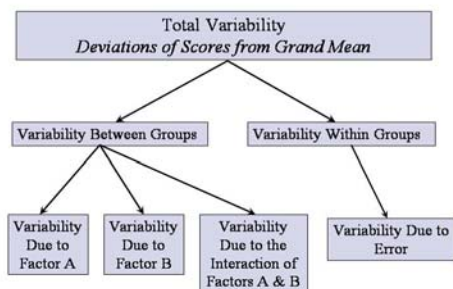 Total Variability
Deviations of Scores from Grand Mean
Variability Between Groups
Variability Within Groups
Variability
Due to
Factor A
Variability
Due to
Factor B
Variability
Due to the
Interaction of
Factors A & B
Variability Due to
Error